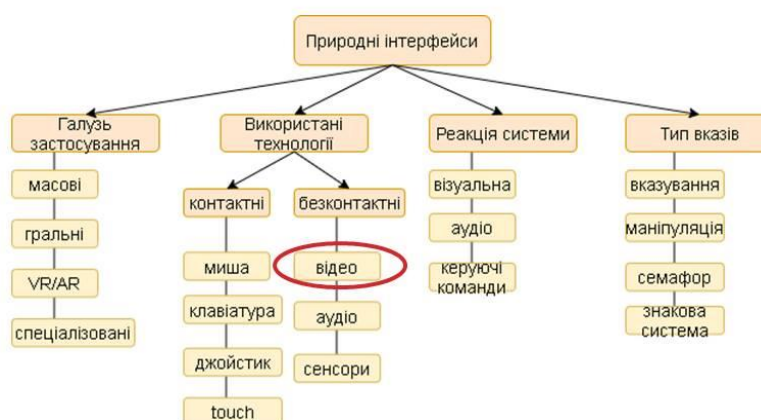 Природні інтерфейси
Галузь
застосування
масові
гральні
VR/AR
спеціалізовані
Використані
технології
контактні
миша
клавіатура
джойстик
touch
безконтактні
відео
аудіо
сенсори
Реакція системи
візуальна
аудіо
керуючі
команди
Тип вказів
вказування
маніпуляція
семафор
знакова
система